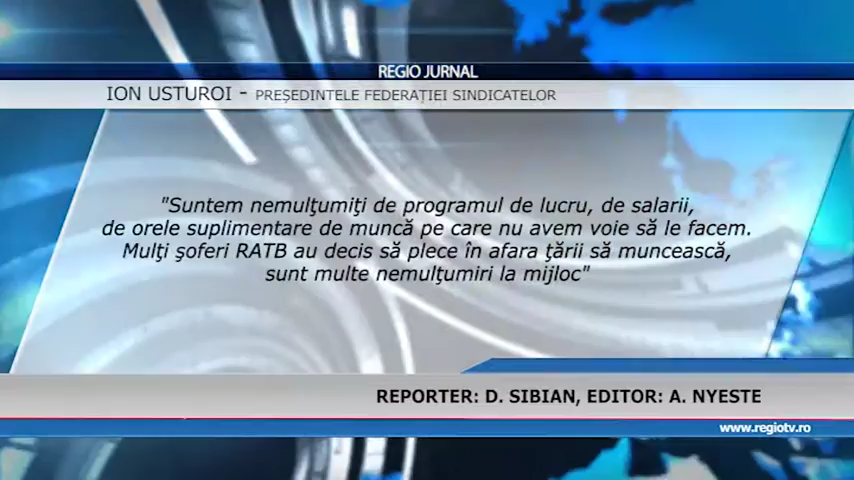 REGIO JURNAL
ION USTUROI - PREȘEDINTELE FEDERAȚIEI SINDICATELOR
"Suntem nemulţumiţi de programul de lucru, de salarii,
de orele suplimentare de muncă pe care nu avem voie să le facem.
Mulţi şoferi RATB au decis să plece în afara ţării să muncească,
sunt multe nemulţumiri la mijloc"
REPORTER: D. SIBIAN, EDITOR: A. NYESTE
www.regiotv.ro